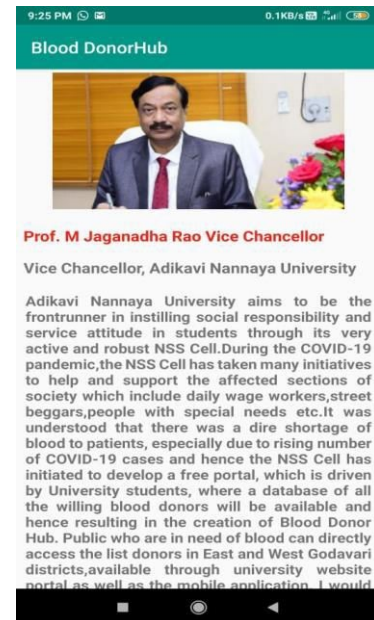 9:25 PM
0.1KB/s
Blood DonorHub
Prof. M Jaganadha Rao Vice Chancellor
Vice Chancellor, Adikavi Nannaya University
Adikavi Nannaya University aims to be the
frontrunner in instilling social responsibility and
service attitude in students through its very
active and robust NSS Cell.During the COVID-19
pandemic,the NSS Cell has taken many initiatives
to help and support the affected sections of
society which include daily wage workers,street
beggars,people with special needs etc.It was
understood that there was a dire shortage of
blood to patients, especially due to rising number
of COVID-19 cases and hence the NSS Cell has
initiated to develop a free portal, which is driven
by University students, where a database of all
the willing blood donors will be available and
hence resulting in the creation of Blood Donor
Hub. Public who are in need of blood can directly
access the list donors in East and West Godavari
districts,available through university website
portal as well as the mobile application. I would